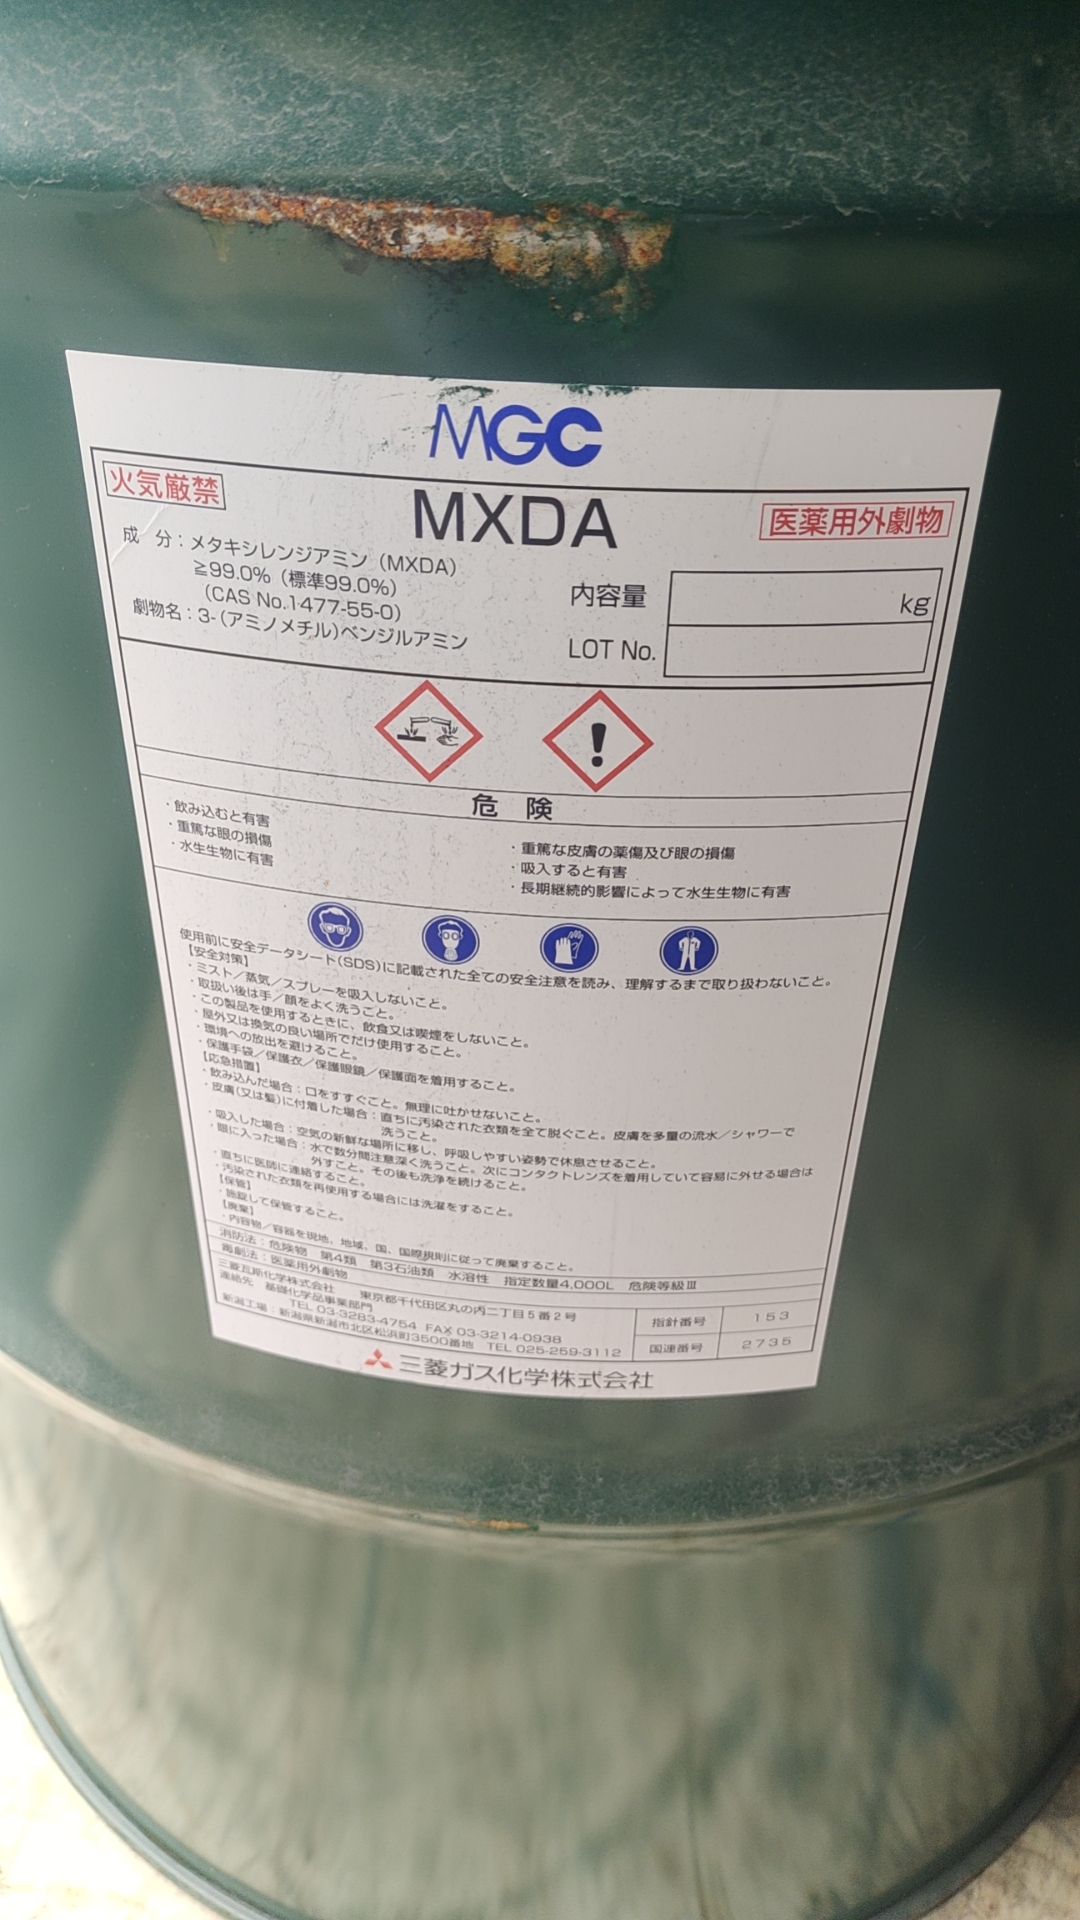 MGC
火気厳禁
MXDA
医薬用外劇物
成 分：メタキシレンジアミン（MXDA）
≧99.0%（標準99.0%）
（CAS No.1477-55-0）
劇物名：3-（アミノメチル）ベンジルアミン
内容量 kg
LOT No.
危 険
・飲み込むと有害
・重篤な眼の損傷
・水生生物に有害
・重篤な皮膚の薬傷及び眼の損傷
・吸入すると有害
・長期継続的影響によって水生生物に有害
使用前に安全データシート(SDS)に記載された全ての安全注意を読み、理解するまで取り扱わないこと。
【安全対策】
・ミスト／蒸気／スプレーを吸入しないこと。
・取扱い後は手／顔をよく洗うこと。
・この製品を使用するときに、飲食又は喫煙をしないこと。
・屋外又は換気の良い場所でだけ使用すること。
・環境への放出を避けること。
・保護手袋／保護衣／保護眼鏡／保護面を着用すること。
【応急措置】
・飲み込んだ場合：口をすすぐこと。無理に吐かせないこと。
・皮膚(又は髪)に付着した場合：直ちに汚染された衣類を全て脱ぐこと。皮膚を多量の流水／シャワーで
洗うこと。
・吸入した場合：空気の新鮮な場所に移し、呼吸しやすい姿勢で休息させること。
・眼に入った場合：水で数分間注意深く洗うこと。次にコンタクトレンズを着用していて容易に外せる場合は
外すこと。その後も洗浄を続けること。
・直ちに医師に連絡すること。
・汚染された衣類を再使用する場合には洗濯をすること。
【保管】
・施錠して保管すること。
【廃棄】
・内容物／容器を現地、地域、国、国際規則に従って廃棄すること。
消防法：危険物 第4類 第3石油類 水溶性 指定数量4,000L 危険等級Ⅲ
毒劇法：医薬用外劇物
三菱瓦斯化学株式会社 東京都千代田区丸の内二丁目5番2号
連絡先 基礎化学品事業部門
TEL 03-3283-4754 FAX 03-3214-0938
新潟工場：新潟県新潟市北区松浜町3500番地 TEL 025-259-3112
指針番号 153
国連番号 2735
三菱ガス化学株式会社